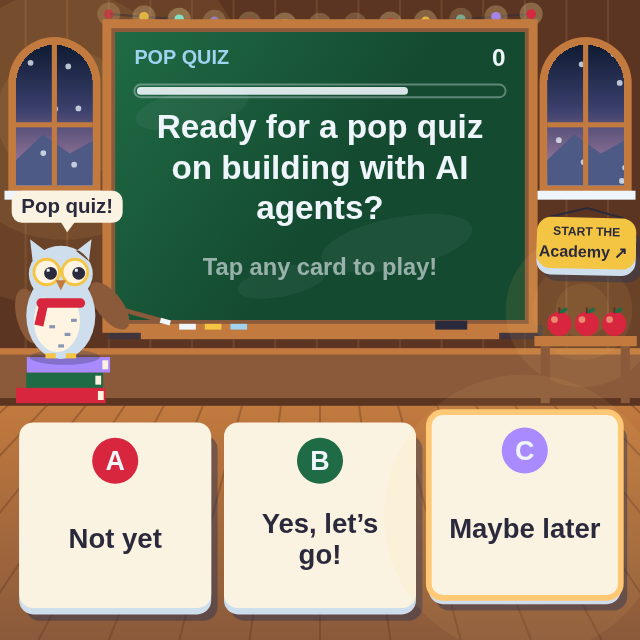 POP QUIZ
0
Ready for a pop quiz
on building with AI
agents?
Tap any card to play!
Pop quiz!
START THE
Academy ↗
A
Not yet
B
Yes, let’s
go!
C
Maybe later